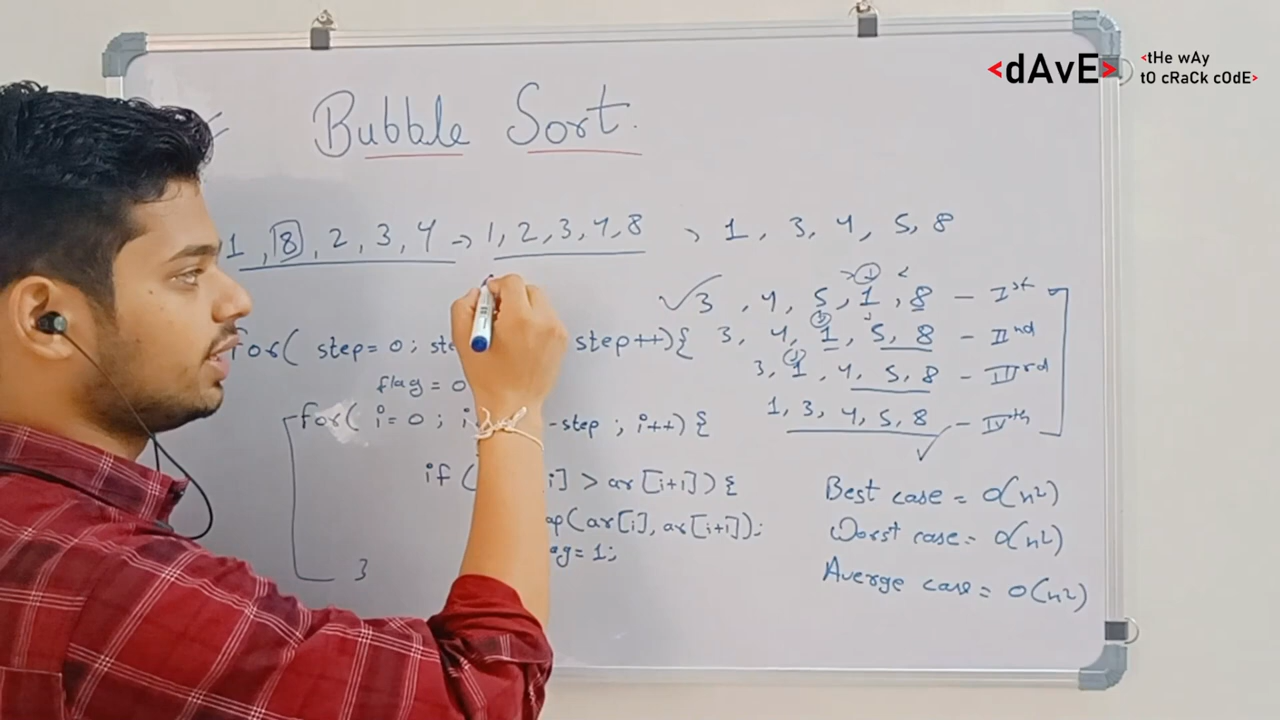 <dAvE>
<tHe wAy
tO cRaCk cOdE>
Bubble Sort.
1 , 8 , 2 , 3 , 4 → 1, 2, 3, 4, 8 > 1 , 3 , 4 , 5, 8
> 1 <
✓ 3 , 4 , 5 , 1 , 8 - Ist
3 , 4, 1 , 5, 8 - IInd
3, 1 , 4, 5, 8 - IIIrd
1, 3, 4, 5, 8 - IVth
✓
for( step=0; step++){
flag = 0
for( i=0 ; -step ; i++) {
if ( i] > ar[i+1]) {
(ar[i], ar[i+1]);
= 1;
}
Best case = O(n2)
Worst case = O(n2)
Averge case = O(n2)